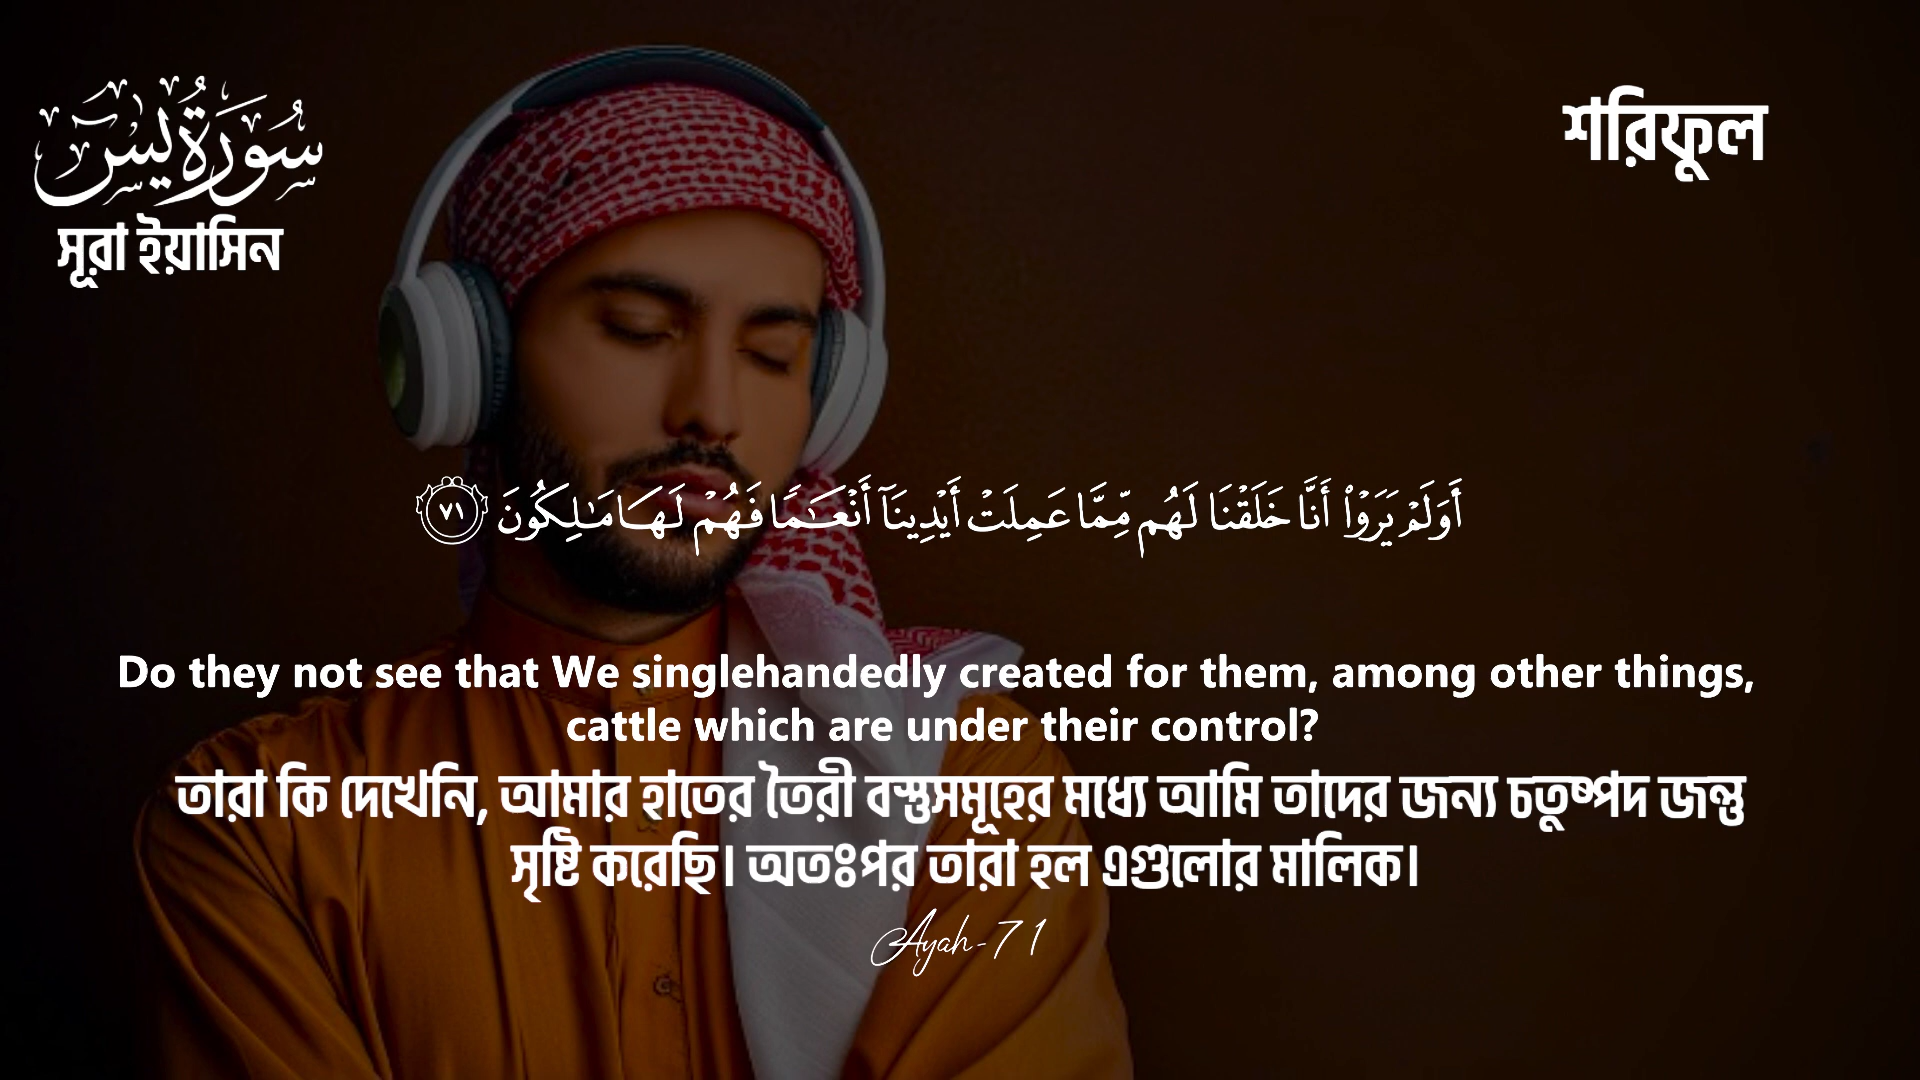 سُورَةُ يسٓ
সূরা ইয়াসিন
শরিফুল
أَوَلَمْ يَرَوْا۟ أَنَّا خَلَقْنَا لَهُم مِّمَّا عَمِلَتْ أَيْدِينَآ أَنْعَـٰمًا فَهُمْ لَهَا مَـٰلِكُونَ ٧١
Do they not see that We singlehandedly created for them, among other things,
cattle which are under their control?
তারা কি দেখেনি, আমার হাতের তৈরী বস্তুসমূহের মধ্যে আমি তাদের জন্য চতুষ্পদ জন্তু
সৃষ্টি করেছি। অতঃপর তারা হল এগুলোর মালিক।
Ayah-71